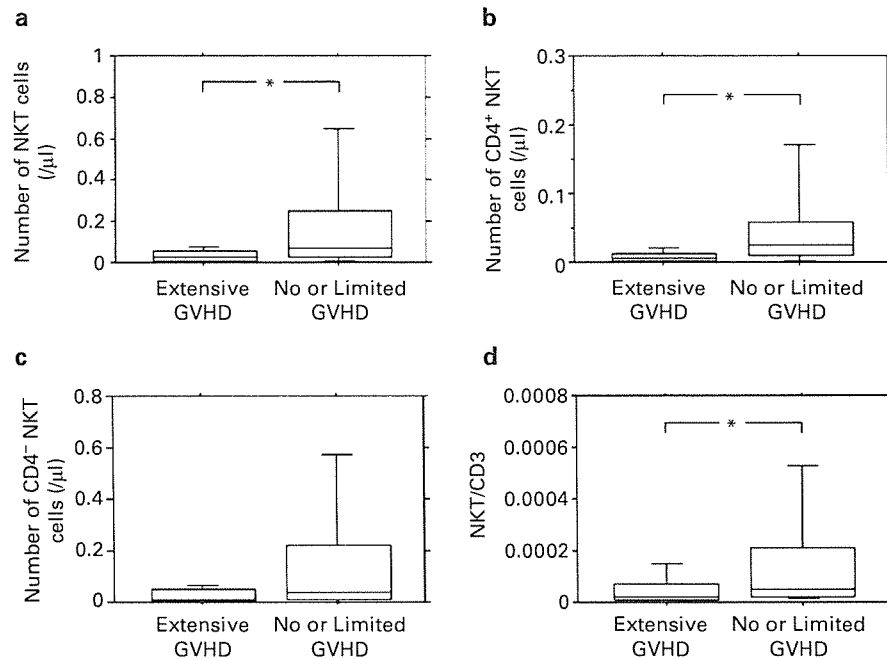 a
Number of NKT cells
(/μl)
1
0.8
0.6
0.4
0.2
0
*
Extensive
GVHD
No or Limited
GVHD
b
Number of CD4⁺ NKT
cells (/μl)
0.3
0.2
0.1
0
*
Extensive
GVHD
No or Limited
GVHD
c
Number of CD4⁻ NKT
cells (/μl)
0.8
0.6
0.4
0.2
0
Extensive
GVHD
No or Limited
GVHD
d
NKT/CD3
0.0008
0.0006
0.0004
0.0002
0
*
Extensive
GVHD
No or Limited
GVHD